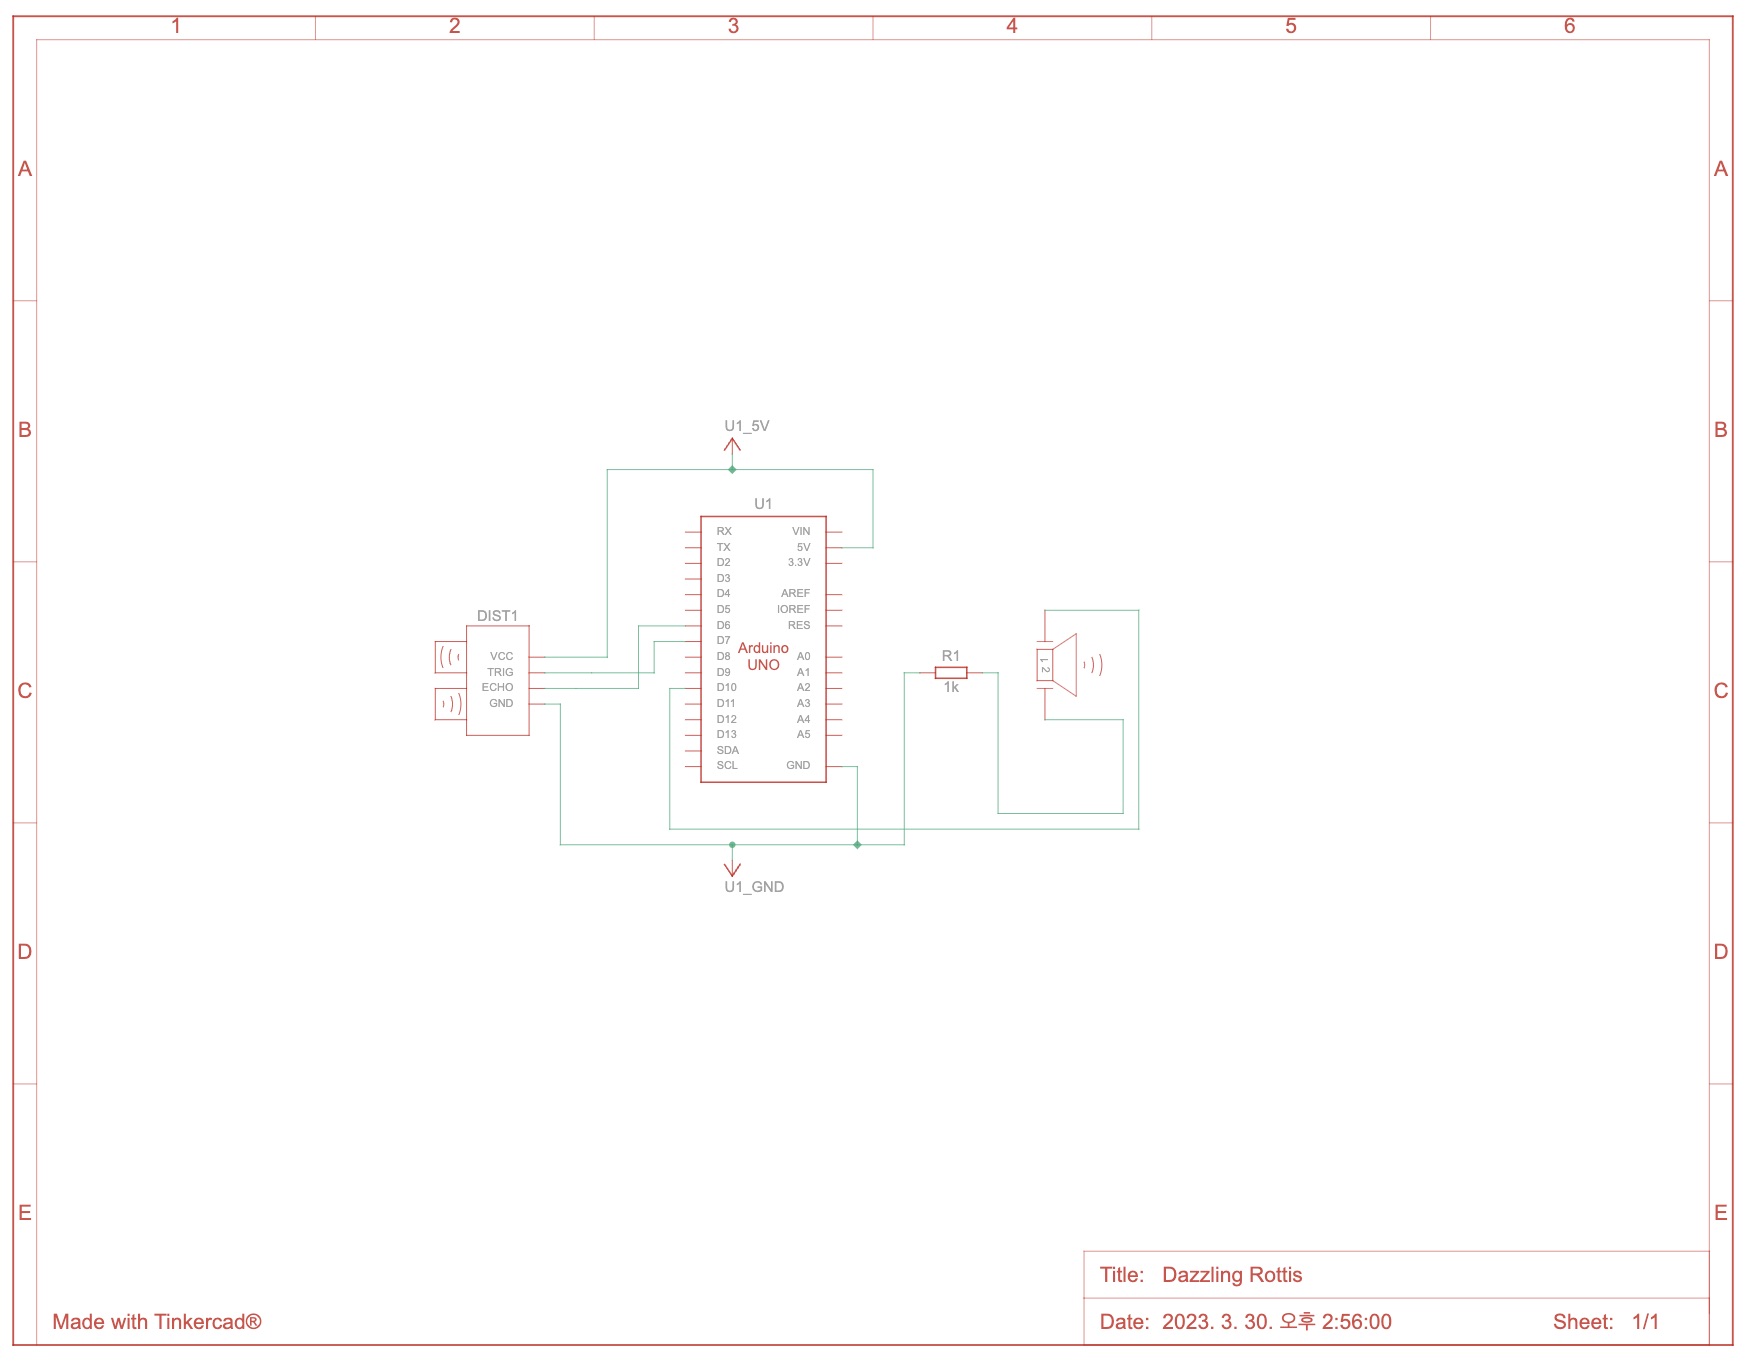 1 2 3 4 5 6
A A
B B
U1_5V
U1
RX VIN
TX 5V
D2 3.3V
D3
D4 AREF
D5 IOREF
DIST1
D6 RES
D7
Arduino
UNO
VCC D8 A0 R1
TRIG D9 A1 1 2
ECHO D10 A2 1k
C C
GND D11 A3
D12 A4
D13 A5
SDA
SCL GND
U1_GND
D D
E E
Title: Dazzling Rottis
Made with Tinkercad®
Date: 2023. 3. 30. 오후 2:56:00 Sheet: 1/1